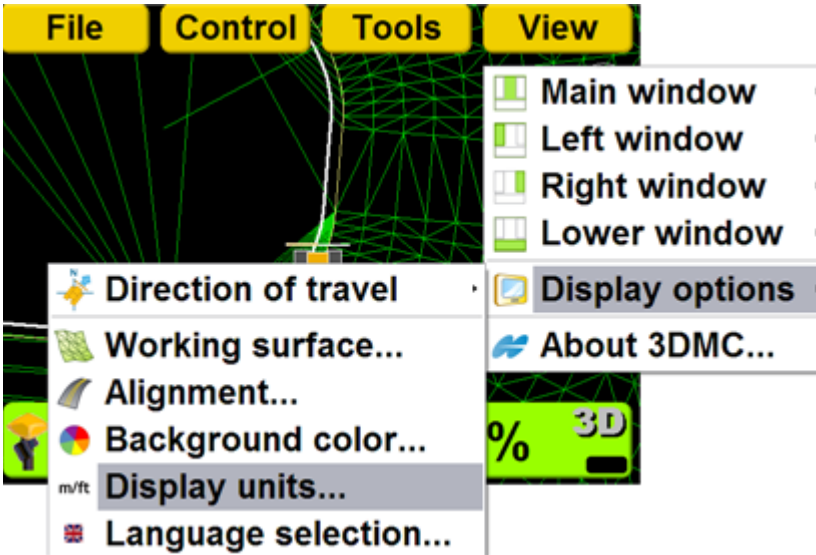 File Control Tools View
Main window
Left window
Right window
Lower window
Display options
About 3DMC...
N
Direction of travel
Working surface...
Alignment...
Background color...
m/ft Display units...
Language selection...
% 3D